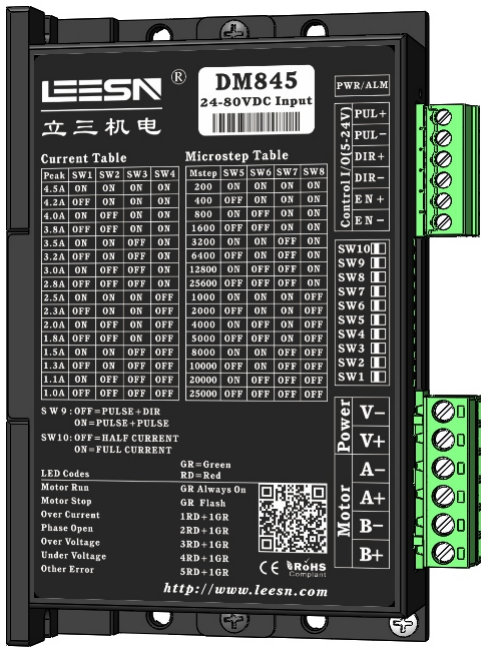 LEESN ®
立三机电
DM845
24-80VDC Input
PWR/ALM
Control I/0(5-24V)
PUL+
PUL-
DIR+
DIR-
EN+
EN-
Current Table
Peak SW1 SW2 SW3 SW4
4.5A ON ON ON ON
4.2A OFF ON ON ON
4.0A ON OFF ON ON
3.8A OFF OFF ON ON
3.5A ON ON OFF ON
3.2A OFF ON OFF ON
3.0A ON OFF OFF ON
2.8A OFF OFF OFF ON
2.5A ON ON ON OFF
2.3A OFF ON ON OFF
2.0A ON OFF ON OFF
1.8A OFF OFF ON OFF
1.5A ON ON OFF OFF
1.3A OFF ON OFF OFF
1.1A ON OFF OFF OFF
1.0A OFF OFF OFF OFF
Microstep Table
Mstep SW5 SW6 SW7 SW8
200 ON ON ON ON
400 OFF ON ON ON
800 ON OFF ON ON
1600 OFF OFF ON ON
3200 ON ON OFF ON
6400 OFF ON OFF ON
12800 ON OFF OFF ON
25600 OFF OFF OFF ON
1000 ON ON ON OFF
2000 OFF ON ON OFF
4000 ON OFF ON OFF
5000 OFF OFF ON OFF
8000 ON ON OFF OFF
10000 OFF ON OFF OFF
20000 ON OFF OFF OFF
25000 OFF OFF OFF OFF
SW10
SW9
SW8
SW7
SW6
SW5
SW4
SW3
SW2
SW1
SW9:OFF=PULSE+DIR
ON=PULSE+PULSE
SW10:OFF=HALF CURRENT
ON=FULL CURRENT
Power
V-
V+
Motor
A-
A+
B-
B+
GR=Green
LED Codes RD=Red
Motor Run GR Always On
Motor Stop GR Flash
Over Current 1RD+1GR
Phase Open 2RD+1GR
Over Voltage 3RD+1GR
Under Voltage 4RD+1GR
Other Error 5RD+1GR
CE RoHS
Compliant
http://www.leesn.com